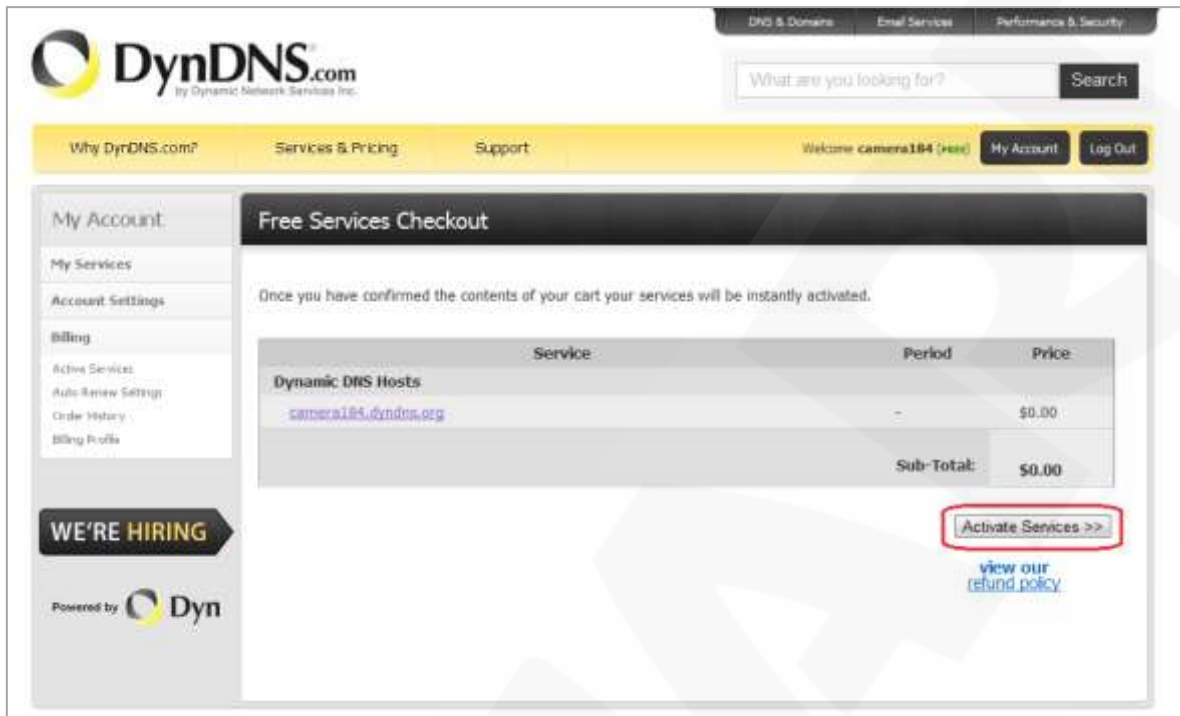 DNS & Domains Email Services Performance & Security
DynDNS.com
by Dynamic Network Services Inc.
What are you looking for? Search
Why DynDNS.com? Services & Pricing Support Welcome camera184 (FREE) My Account Log Out
My Account
My Services
Account Settings
Billing
Active Services
Auto Renew Settings
Order History
Billing Profile
WE'RE HIRING
Powered by Dyn
Free Services Checkout
Once you have confirmed the contents of your cart your services will be instantly activated.
Service Period Price
Dynamic DNS Hosts
camera184.dyndns.org - $0.00
Sub-Total: $0.00
Activate Services >>
view our
refund policy